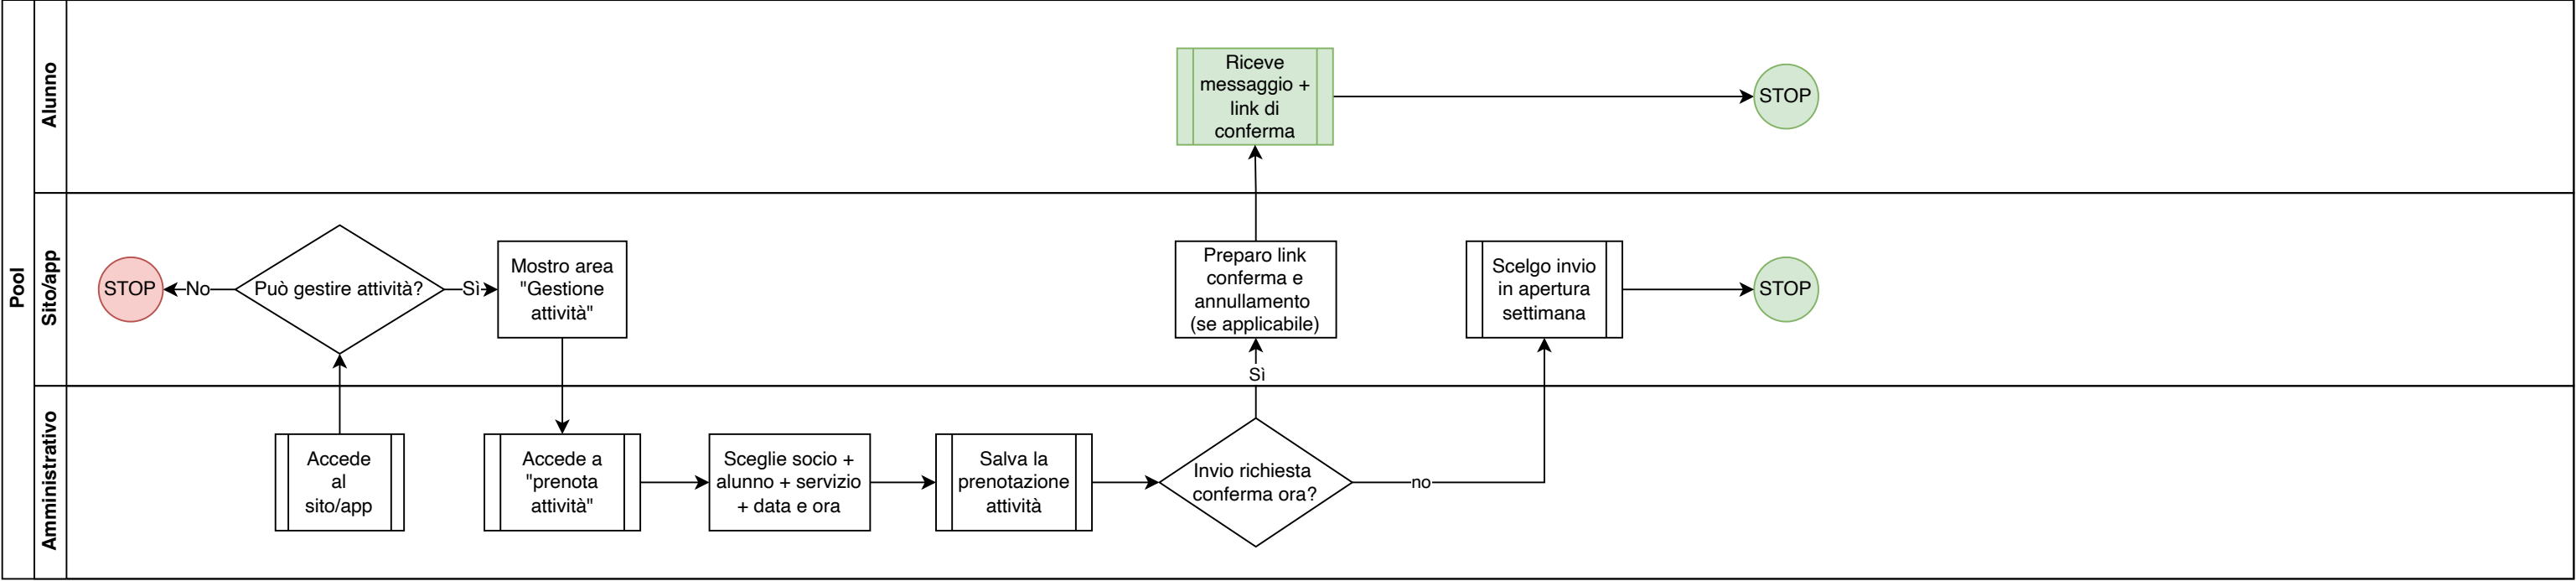 Pool
Alunno
Riceve
messaggio +
link di
conferma
STOP
Sito/app
STOP
No
Può gestire attività?
Sì
Mostro area
"Gestione
attività"
Preparo link
conferma e
annullamento
(se applicabile)
Scelgo invio
in apertura
settimana
STOP
Sì
Amministrativo
Accede
al
sito/app
Accede a
"prenota
attività"
Sceglie socio +
alunno + servizio
+ data e ora
Salva la
prenotazione
attività
Invio richiesta
conferma ora?
no